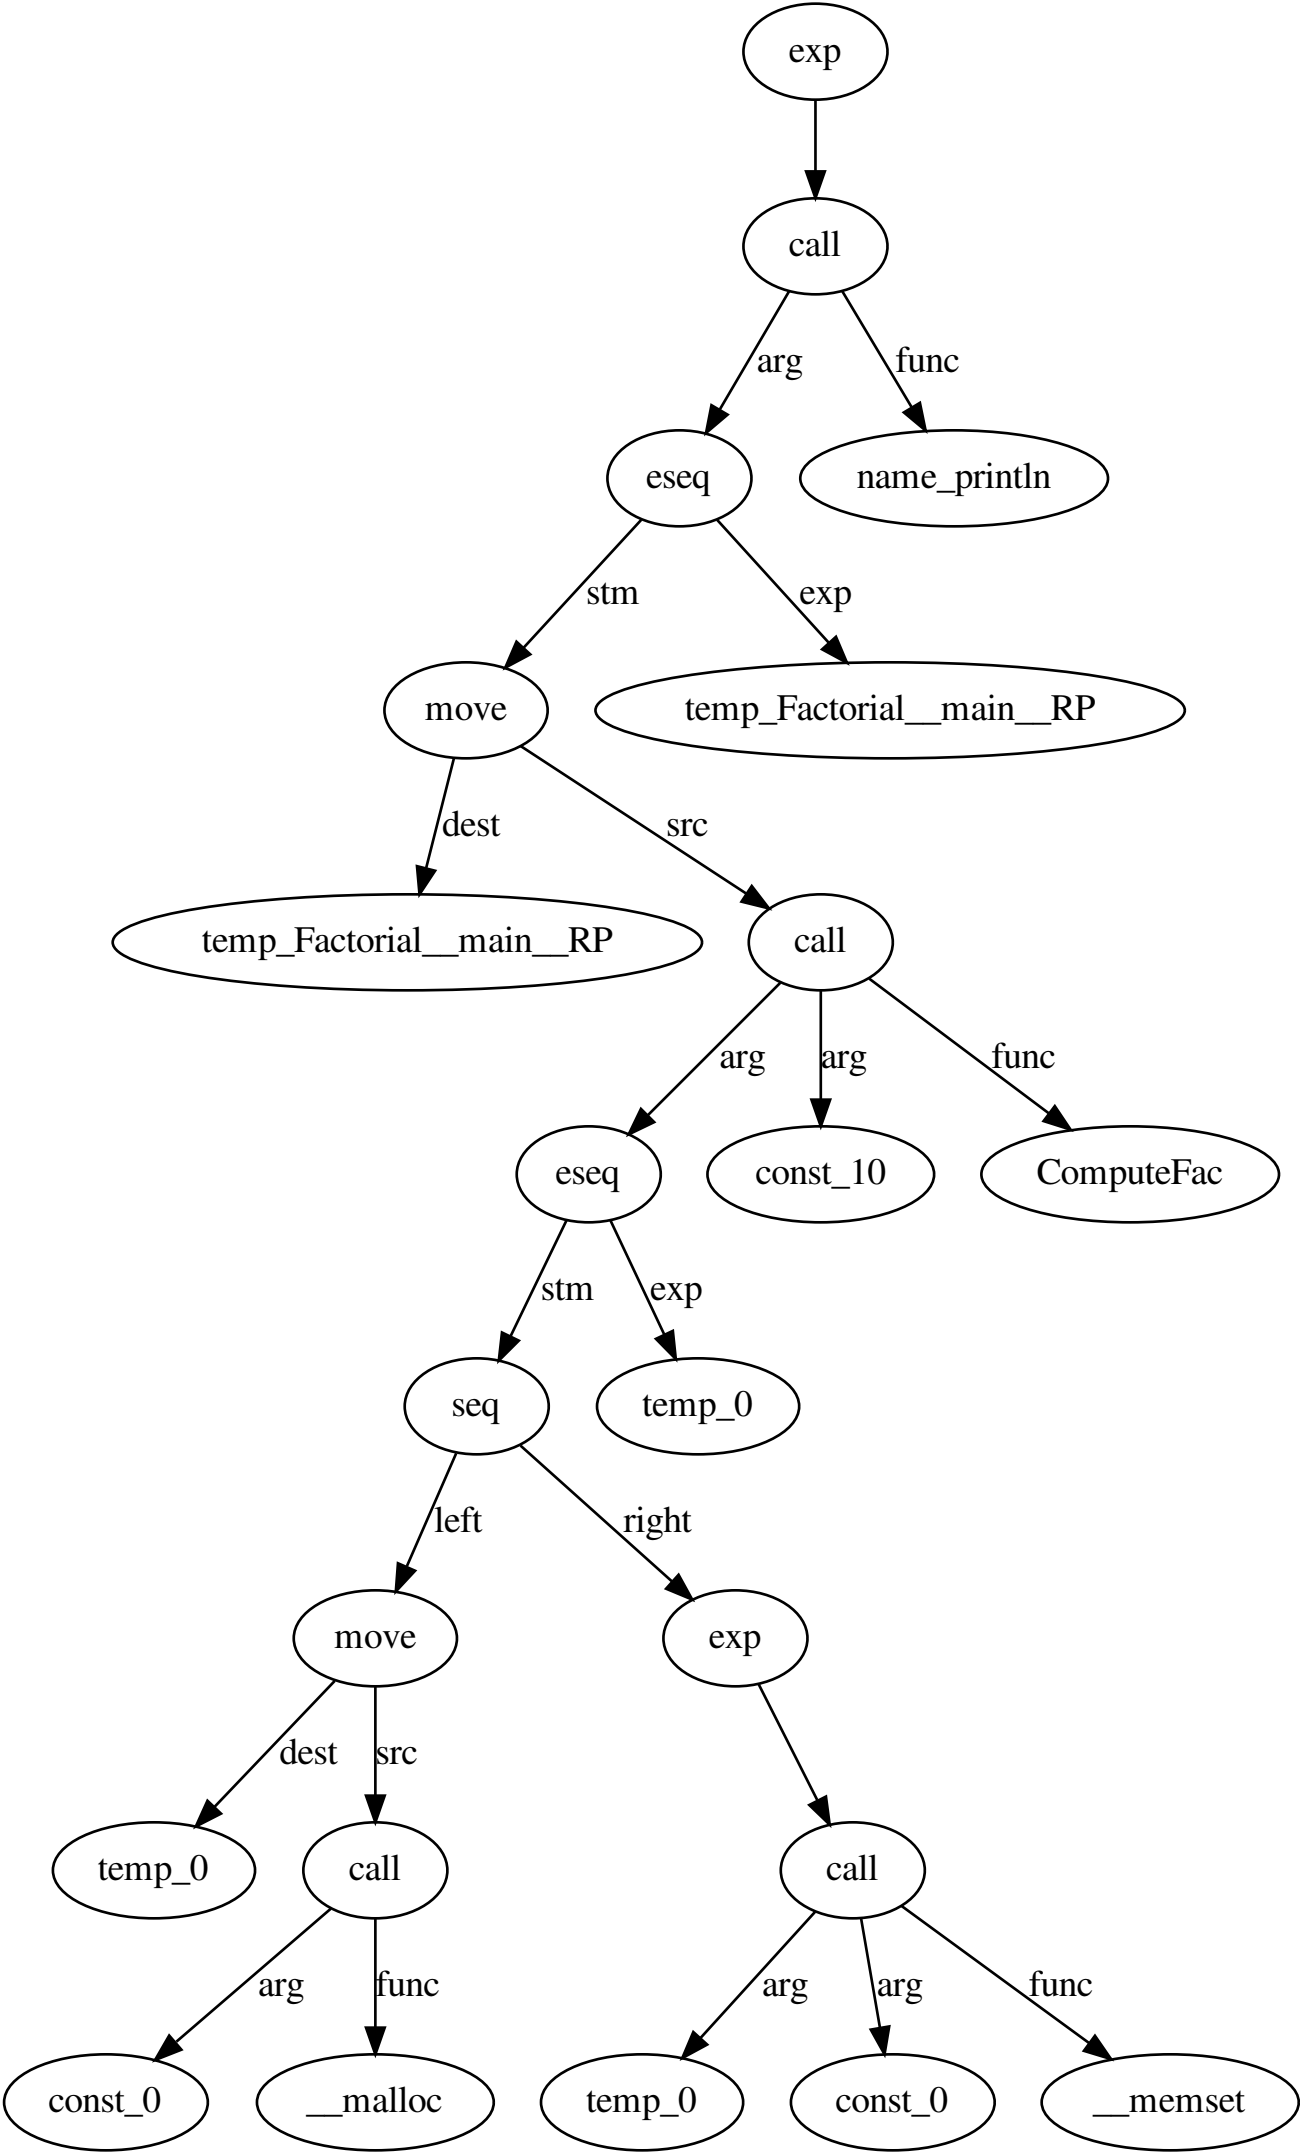 exp
call
arg
func
eseq
name_println
stm
exp
move
temp_Factorial__main__RP
dest
src
temp_Factorial__main__RP
call
arg
arg
func
eseq
const_10
ComputeFac
stm
exp
seq
temp_0
left
right
move
exp
dest
src
temp_0
call
call
arg
func
arg
arg
func
const_0
__malloc
temp_0
const_0
__memset